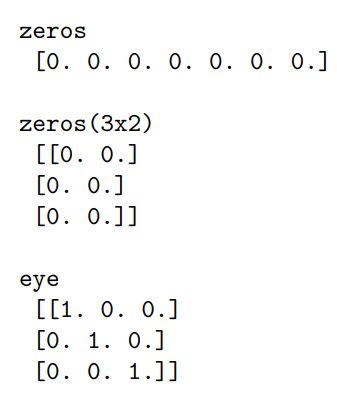 zeros
[0. 0. 0. 0. 0. 0. 0.]
zeros(3x2)
[[0. 0.]
[0. 0.]
[0. 0.]]
eye
[[1. 0. 0.]
[0. 1. 0.]
[0. 0. 1.]]